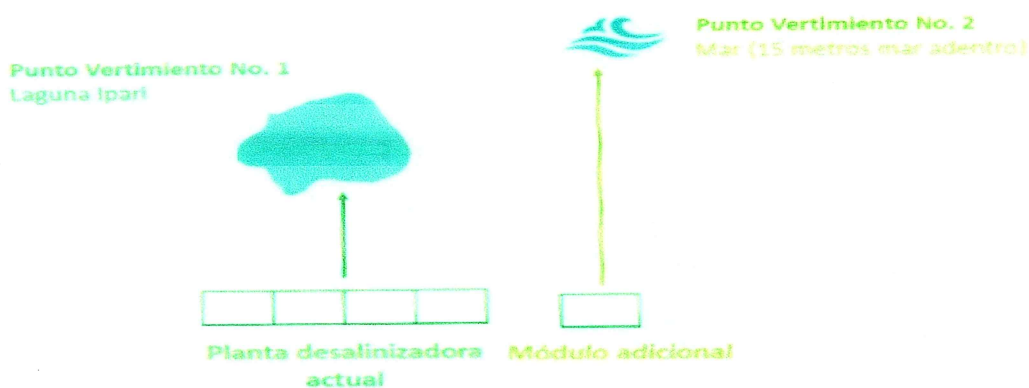 Punto Vertimiento No. 1
Laguna Ipari
Punto Vertimiento No. 2
Mar (15 metros mar adentro)
Planta desalinizadora
actual
Módulo adicional